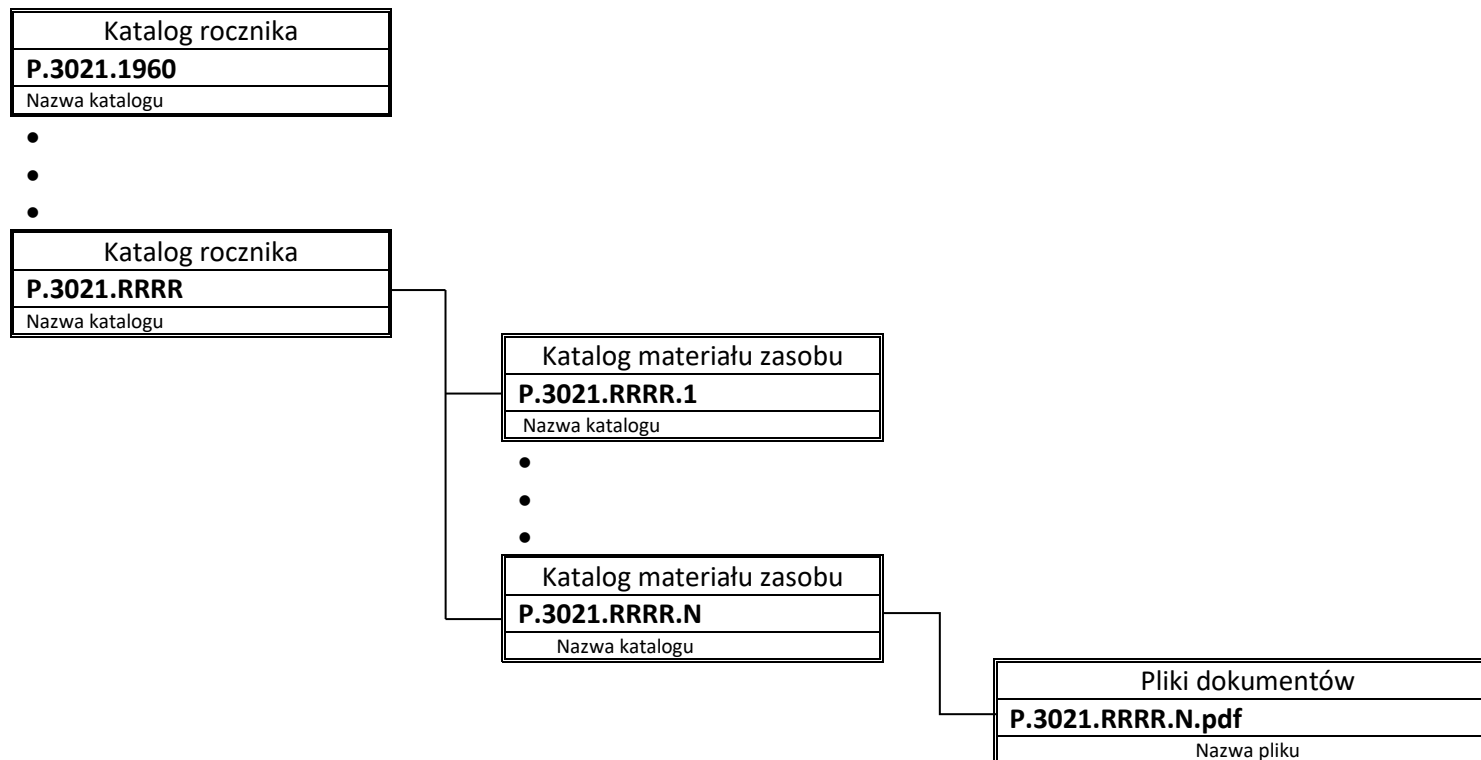 Katalog rocznika
P.3021.1960
Nazwa katalogu
•
•
•
Katalog rocznika
P.3021.RRRR
Nazwa katalogu
Katalog materiału zasobu
P.3021.RRRR.1
Nazwa katalogu
•
•
•
Katalog materiału zasobu
P.3021.RRRR.N
Nazwa katalogu
Pliki dokumentów
P.3021.RRRR.N.pdf
Nazwa pliku